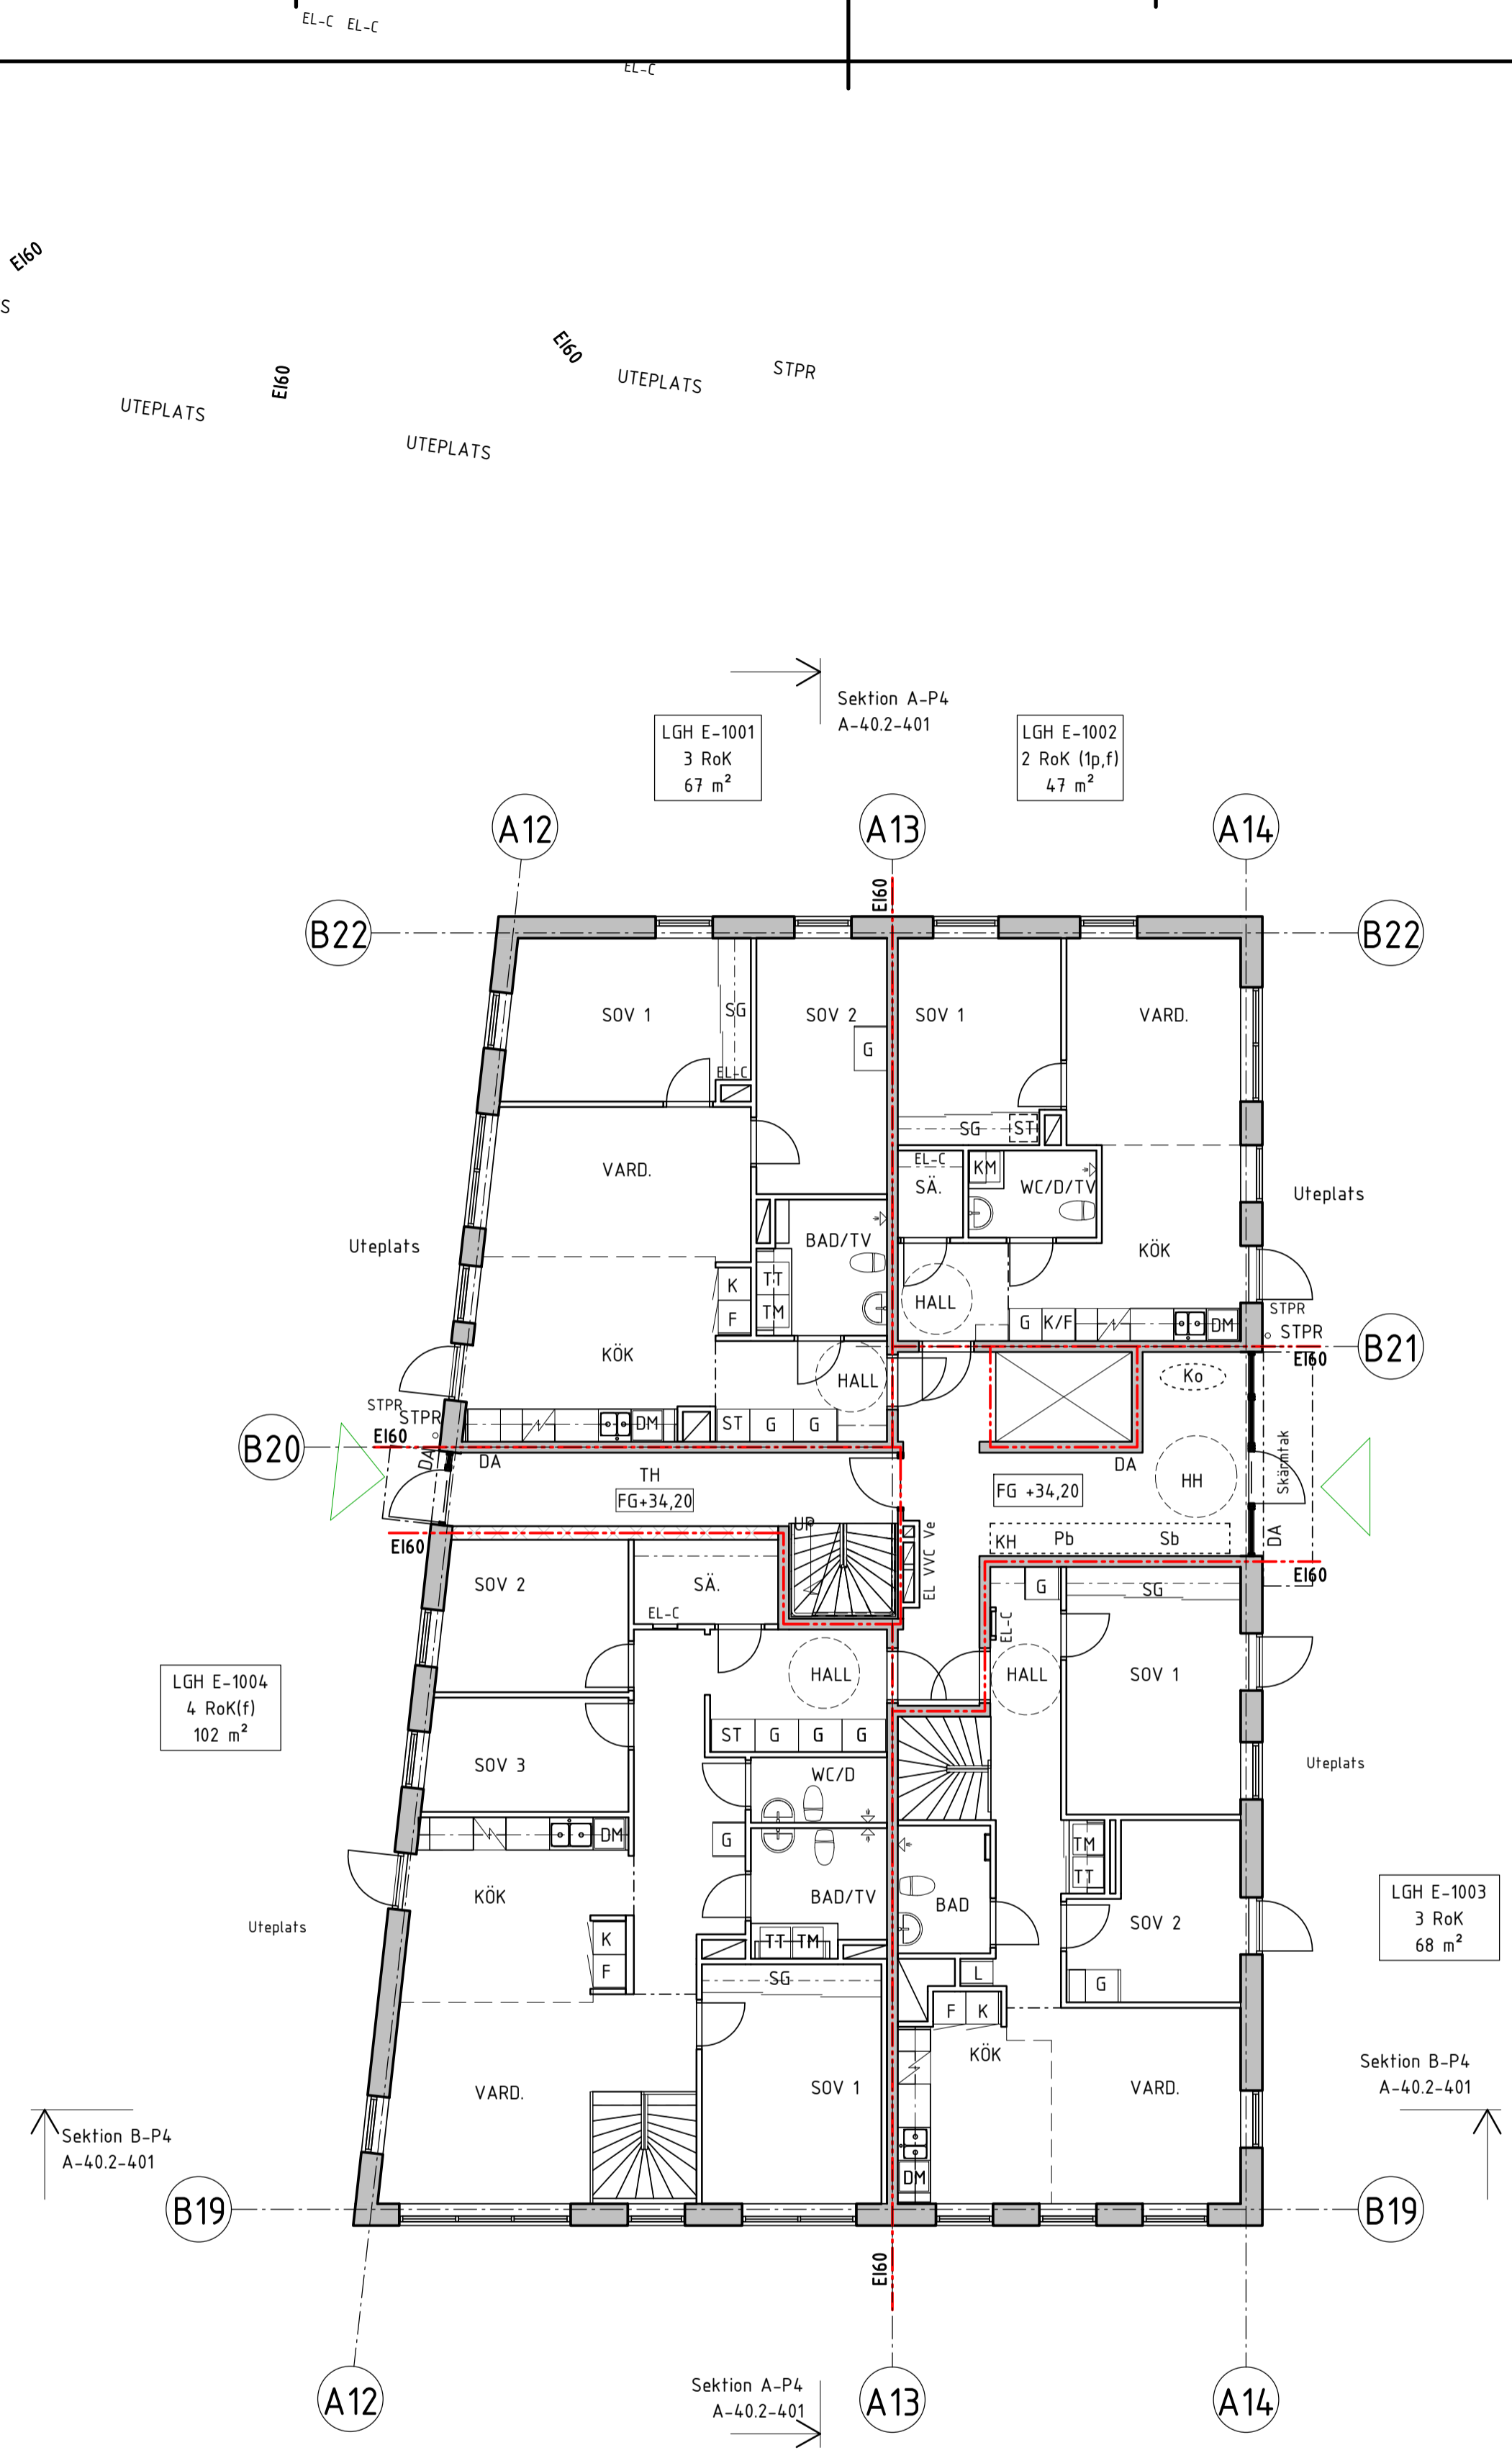 EL-C EL-C
EL-C
EI60
S
EI60
EI60
UTEPLATS
UTEPLATS
STPR
UTEPLATS
Sektion A-P4
A-40.2-401
LGH E-1001
3 RoK
67 m²
LGH E-1002
2 RoK (1p,f)
47 m²
A12
A13
A14
EI60
B22
B22
SOV 1
SG
SOV 2
G
SOV 1
VARD.
EL-C
SG
ST
VARD.
EL-C
SÄ.
KM
WC/D/TV
Uteplats
Uteplats
BAD/TV
KÖK
K
F
TT
TM
HALL
G
K/F
DM
STPR
STPR
EI60
B21
KÖK
HALL
Ko
STPR
STPR
EI60
DM
ST
G
G
B20
DA
DA
TH
FG+34,20
DA
FG +34,20
HH
Skärmtak
DA
UP
EL VVC Ve
KH
Pb
Sb
EI60
EI60
SOV 2
SÄ.
EL-C
G
SG
EL-C
HALL
HALL
SOV 1
LGH E-1004
4 RoK(f)
102 m²
ST
G
G
G
SOV 3
WC/D
Uteplats
DM
G
TM
TT
KÖK
BAD/TV
BAD
SOV 2
LGH E-1003
3 RoK
68 m²
Uteplats
K
F
TT
TM
SG
L
G
F
K
KÖK
VARD.
SOV 1
VARD.
Sektion B-P4
A-40.2-401
Sektion B-P4
A-40.2-401
DM
B19
B19
EI60
A12
Sektion A-P4
A-40.2-401
A13
A14